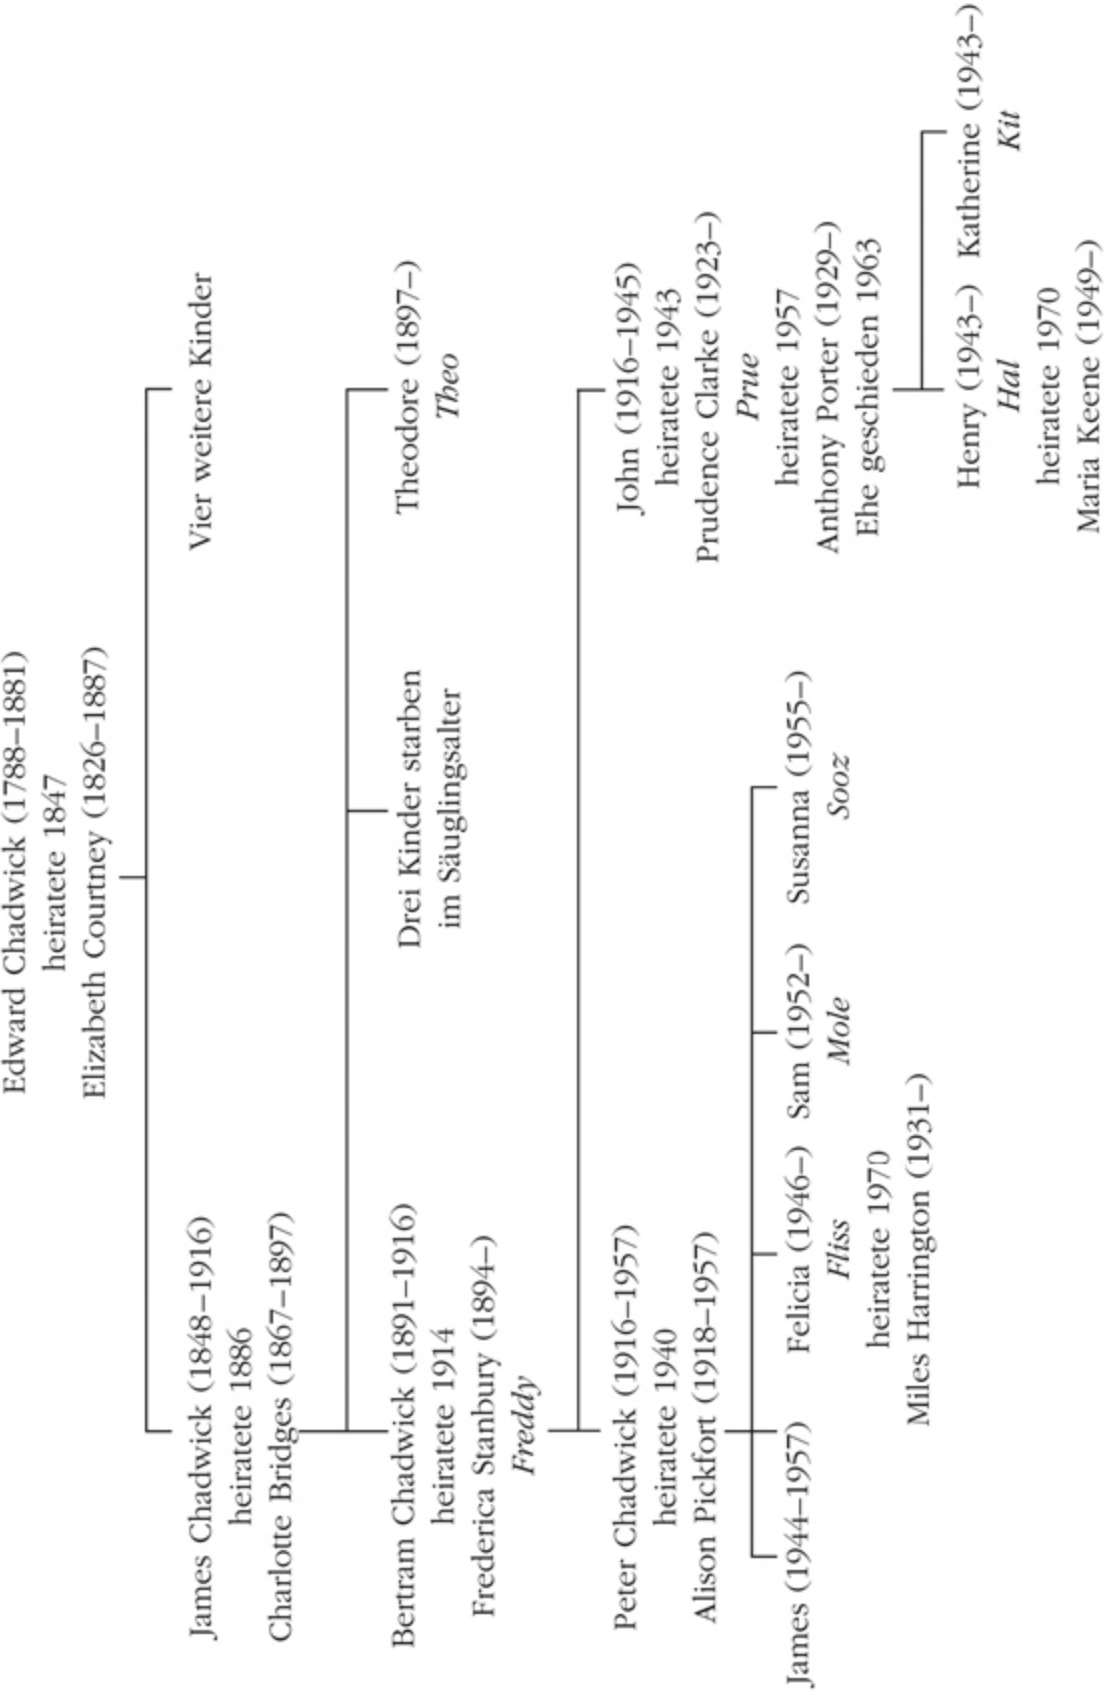 Edward Chadwick (1788–1881)
heiratete 1847
Elizabeth Courtney (1826–1887)
James Chadwick (1848–1916)
heiratete 1886
Charlotte Bridges (1867–1897)
Vier weitere Kinder
Bertram Chadwick (1891–1916)
heiratete 1914
Frederica Stanbury (1894–)
Freddy
Drei Kinder starben
im Säuglingsalter
Theodore (1897–)
Theo
Peter Chadwick (1916–1957)
heiratete 1940
Alison Pickfort (1918–1957)
John (1916–1945)
heiratete 1943
Prudence Clarke (1923–)
Prue
heiratete 1957
Anthony Porter (1929–)
Ehe geschieden 1963
James (1944–1957)
Felicia (1946–)
Fliss
heiratete 1970
Miles Harrington (1931–)
Sam (1952–)
Mole
Susanna (1955–)
Sooz
Henry (1943–)
Hal
heiratete 1970
Maria Keene (1949–)
Katherine (1943–)
Kit